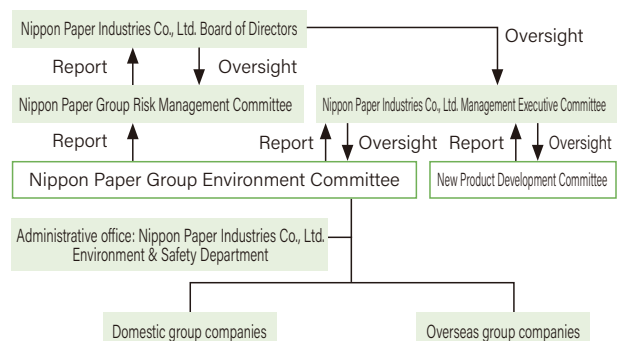 Nippon Paper Industries Co., Ltd. Board of Directors
Oversight
Report
Oversight
Nippon Paper Group Risk Management Committee
Nippon Paper Industries Co., Ltd. Management Executive Committee
Report
Report
Oversight
Report
Oversight
Nippon Paper Group Environment Committee
New Product Development Committee
Administrative office: Nippon Paper Industries Co., Ltd.
Environment & Safety Department
Domestic group companies
Overseas group companies